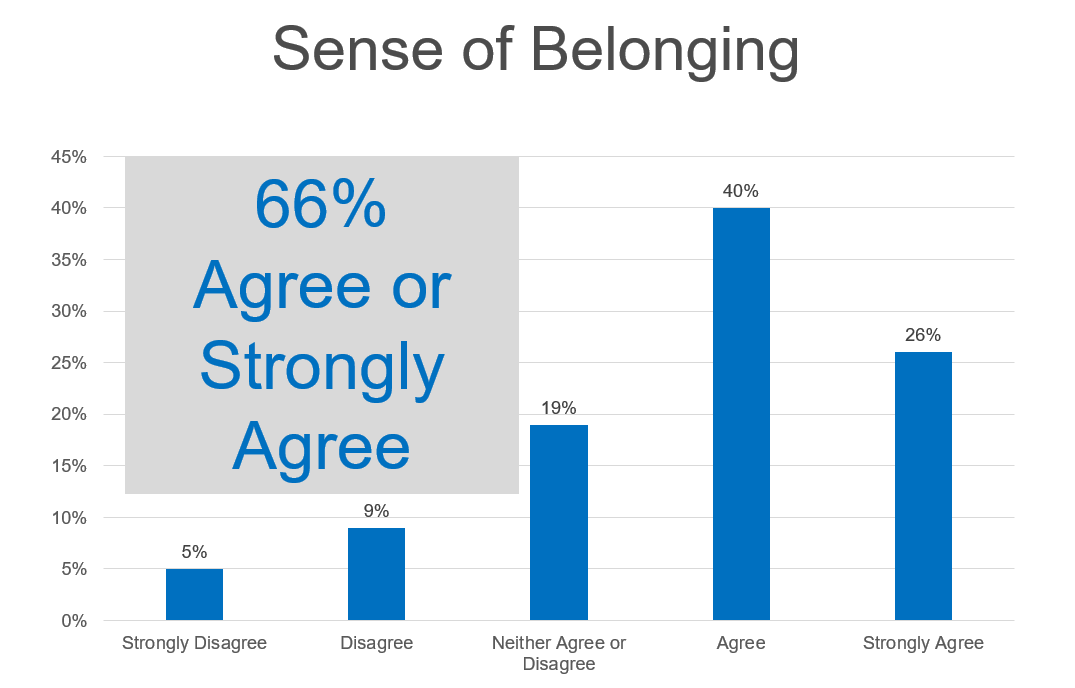 Sense of Belonging
45%
40%
35%
30%
25%
20%
15%
10%
5%
0%
66%
Agree or
Strongly
Agree
5%
9%
19%
40%
26%
Strongly Disagree
Disagree
Neither Agree or
Disagree
Agree
Strongly Agree